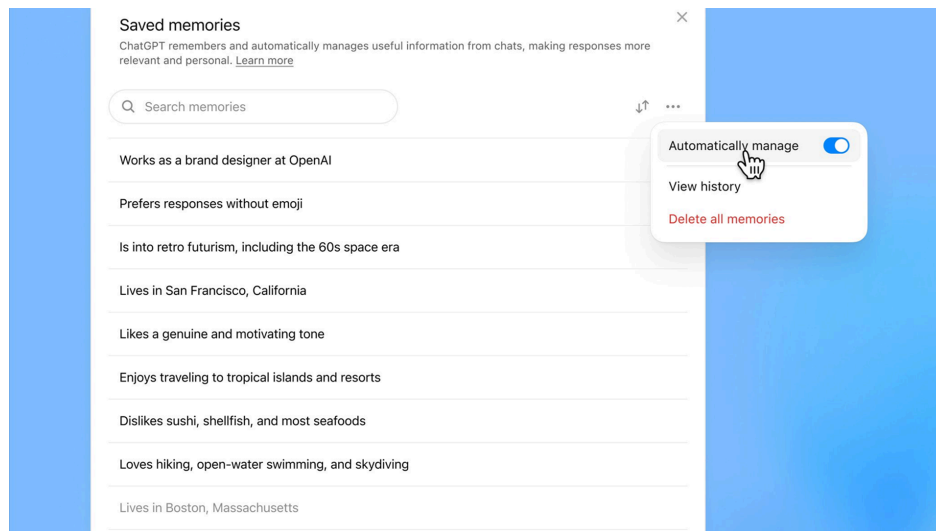 Saved memories
ChatGPT remembers and automatically manages useful information from chats, making responses more
relevant and personal. Learn more
Search memories
Automatically manage
Works as a brand designer at OpenAI
View history
Prefers responses without emoji
Delete all memories
Is into retro futurism, including the 60s space era
Lives in San Francisco, California
Likes a genuine and motivating tone
Enjoys traveling to tropical islands and resorts
Dislikes sushi, shellfish, and most seafoods
Loves hiking, open-water swimming, and skydiving
Lives in Boston, Massachusetts